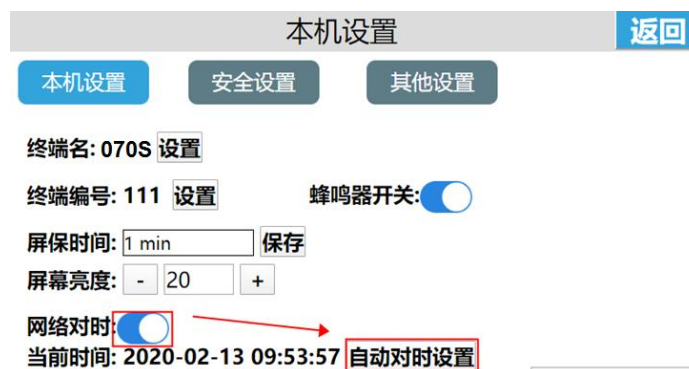 本机设置 返回
本机设置 安全设置 其他设置
终端名: 070S 设置
终端编号: 111 设置 蜂鸣器开关:
屏保时间: 1 min 保存
屏幕亮度: - 20 +
网络对时:
当前时间: 2020-02-13 09:53:57 自动对时设置